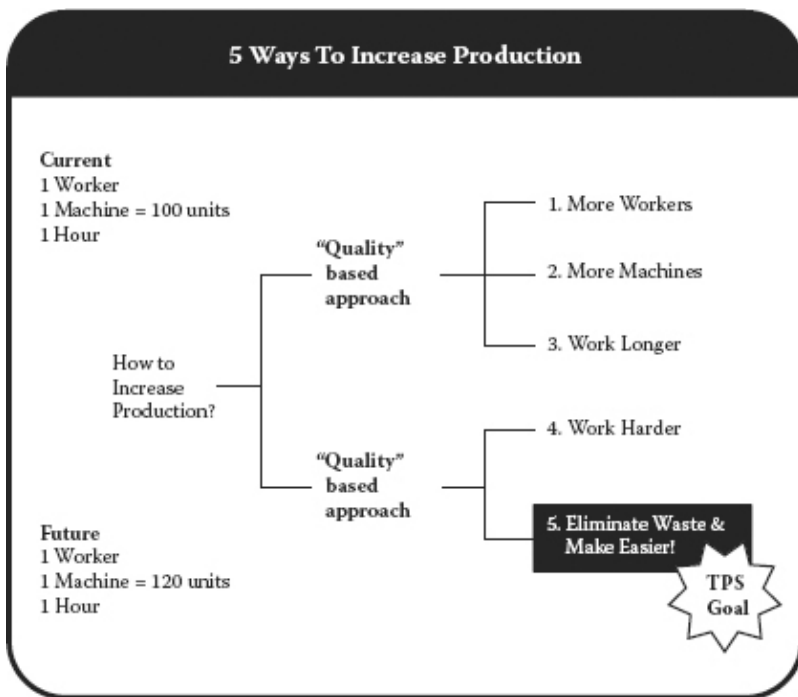 5 Ways To Increase Production
Current
1 Worker
1 Machine = 100 units
1 Hour
How to
Increase
Production?
“Quality”
based
approach
1. More Workers
2. More Machines
3. Work Longer
“Quality”
based
approach
4. Work Harder
5. Eliminate Waste &
Make Easier!
TPS
Goal
Future
1 Worker
1 Machine = 120 units
1 Hour